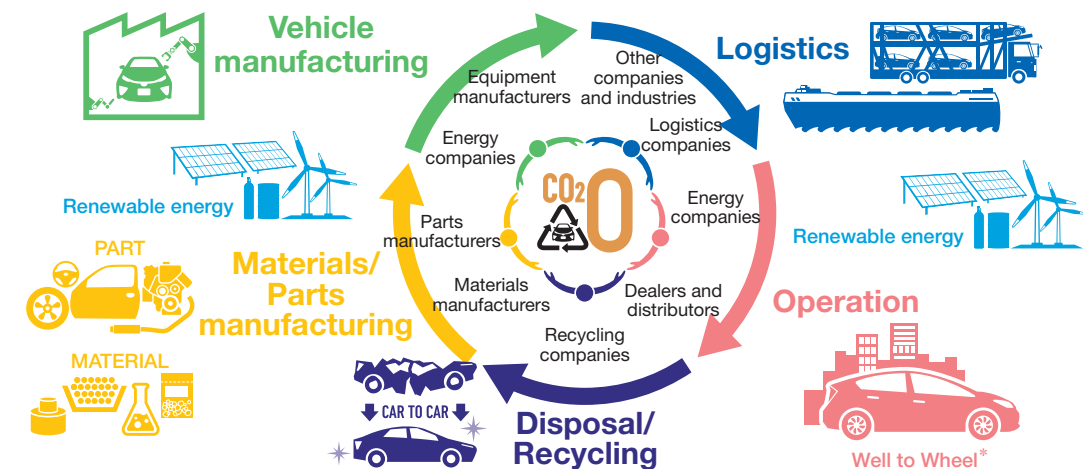 Vehicle
manufacturing
Logistics
Equipment
manufacturers
Other
companies
and industries
Energy
companies
Logistics
companies
CO2
0
Energy
companies
Renewable energy
Renewable energy
Parts
manufacturers
PART
Materials/
Parts
manufacturing
Materials
manufacturers
Dealers and
distributors
Operation
Recycling
companies
MATERIAL
CAR TO CAR
Disposal/
Recycling
Well to Wheel*